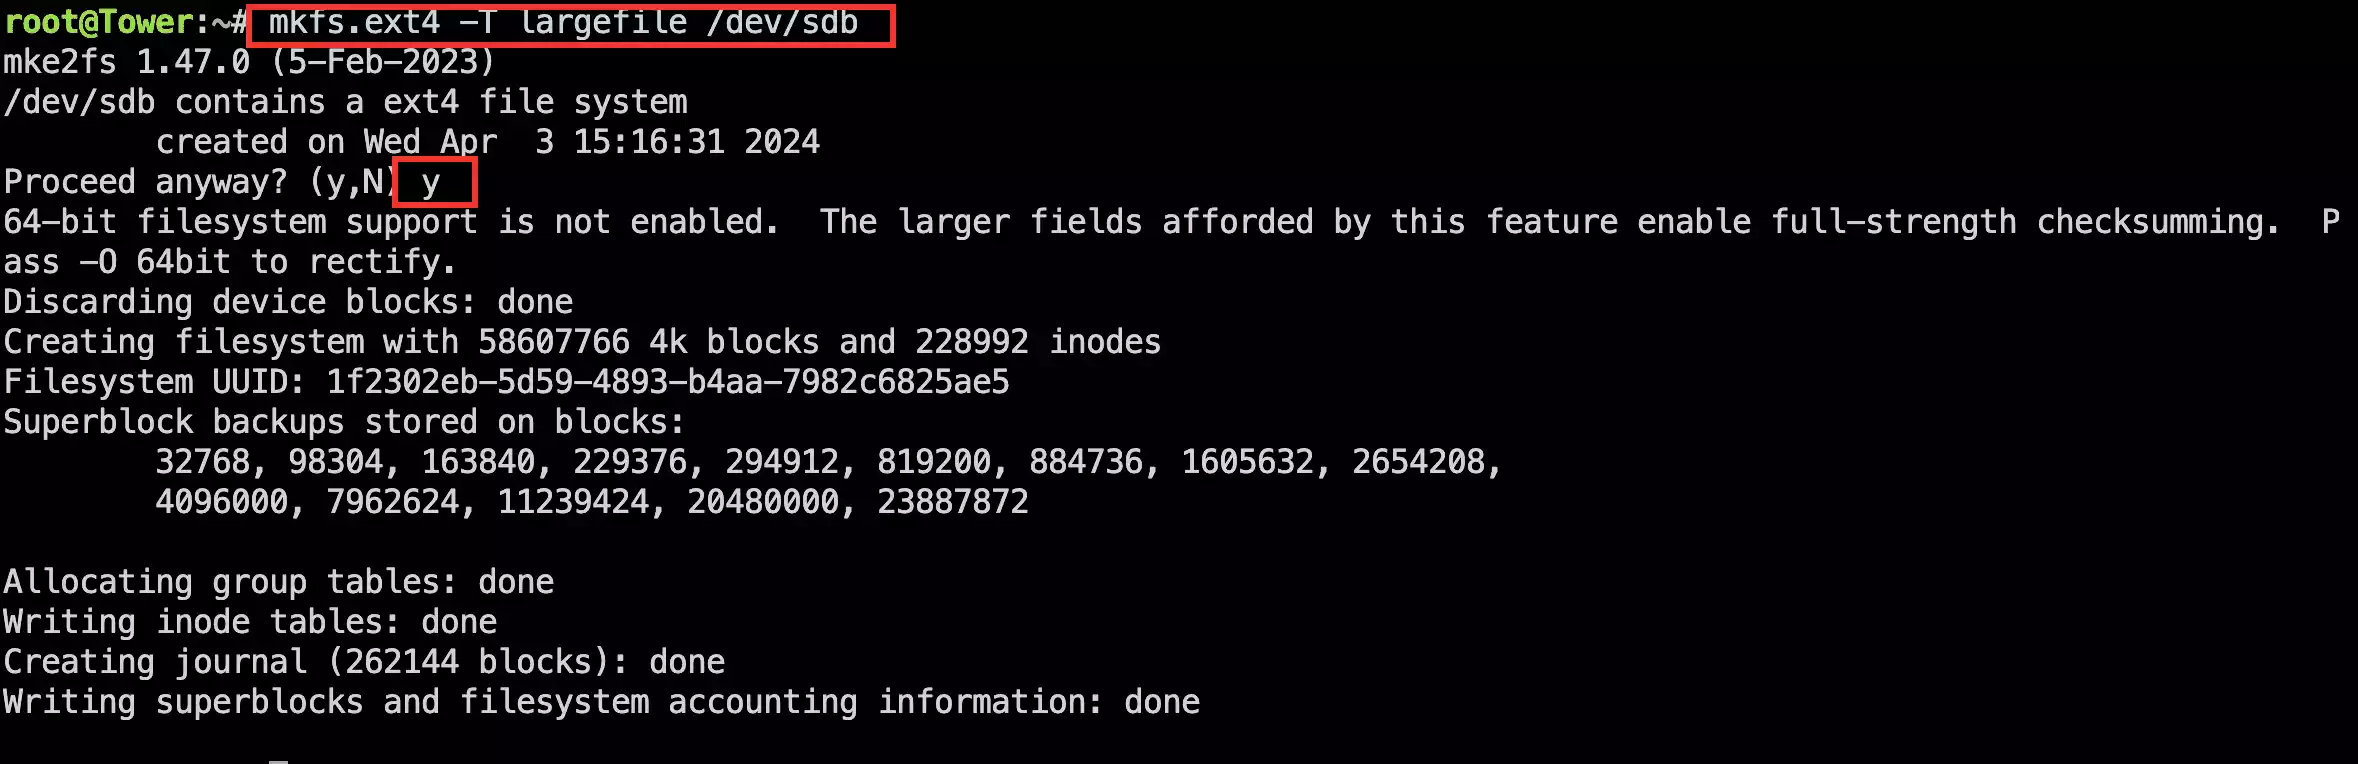 root@Tower:~# mkfs.ext4 -T largefile /dev/sdb
mke2fs 1.47.0 (5-Feb-2023)
/dev/sdb contains a ext4 file system
        created on Wed Apr  3 15:16:31 2024
Proceed anyway? (y,N) y
64-bit filesystem support is not enabled.  The larger fields afforded by this feature enable full-strength checksumming.  P
ass -O 64bit to rectify.
Discarding device blocks: done
Creating filesystem with 58607766 4k blocks and 228992 inodes
Filesystem UUID: 1f2302eb-5d59-4893-b4aa-7982c6825ae5
Superblock backups stored on blocks:
        32768, 98304, 163840, 229376, 294912, 819200, 884736, 1605632, 2654208,
        4096000, 7962624, 11239424, 20480000, 23887872

Allocating group tables: done
Writing inode tables: done
Creating journal (262144 blocks): done
Writing superblocks and filesystem accounting information: done